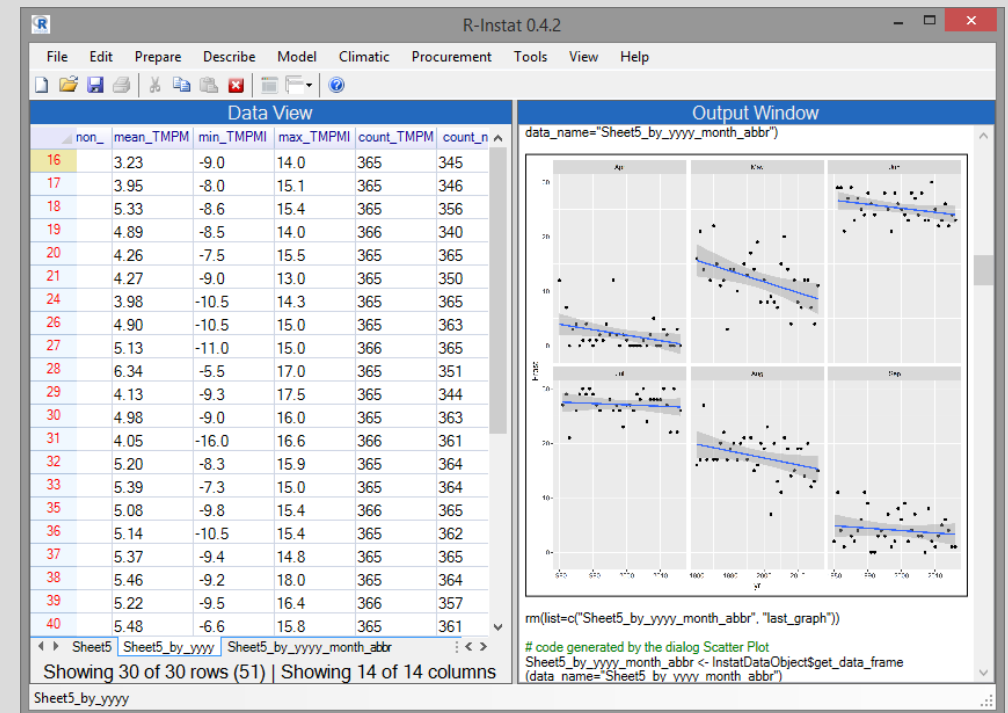 R-Instat 0.4.2
File Edit Prepare Describe Model Climatic Procurement Tools View Help
Data View
non_ mean_TMPM min_TMPMI max_TMPMI count_TMPM count_n
16 3.23 -9.0 14.0 365 345
17 3.95 -8.0 15.1 365 346
18 5.33 -8.6 15.4 365 356
19 4.89 -8.5 14.0 366 340
20 4.26 -7.5 15.5 365 365
21 4.27 -9.0 13.0 365 350
24 3.98 -10.5 14.3 365 365
26 4.90 -10.5 15.0 365 363
27 5.13 -11.0 15.0 366 365
28 6.34 -5.5 17.0 365 351
29 4.13 -9.3 17.5 365 344
30 4.98 -9.0 16.0 365 363
31 4.05 -16.0 16.6 366 361
32 5.20 -8.3 15.9 365 364
33 5.39 -7.3 15.0 365 364
35 5.08 -9.8 15.4 366 365
36 5.14 -10.5 15.4 365 362
37 5.37 -9.4 14.8 365 365
38 5.46 -9.2 18.0 365 364
39 5.22 -9.5 16.4 366 357
40 5.48 -6.6 15.8 365 361
Sheet5 Sheet5_by_yyyy Sheet5_by_yyyy_month_abbr
Showing 30 of 30 rows (51) | Showing 14 of 14 columns
Sheet5_by_yyyy
Output Window
data_name="Sheet5_by_yyyy_month_abbr")
Jul Aug Sep
yr
rm(list=c("Sheet5_by_yyyy_month_abbr", "last_graph"))
# code generated by the dialog Scatter Plot
Sheet5_by_yyyy_month_abbr <- InstatDataObject$get_data_frame
(data_name="Sheet5_by_yyyy_month_abbr")